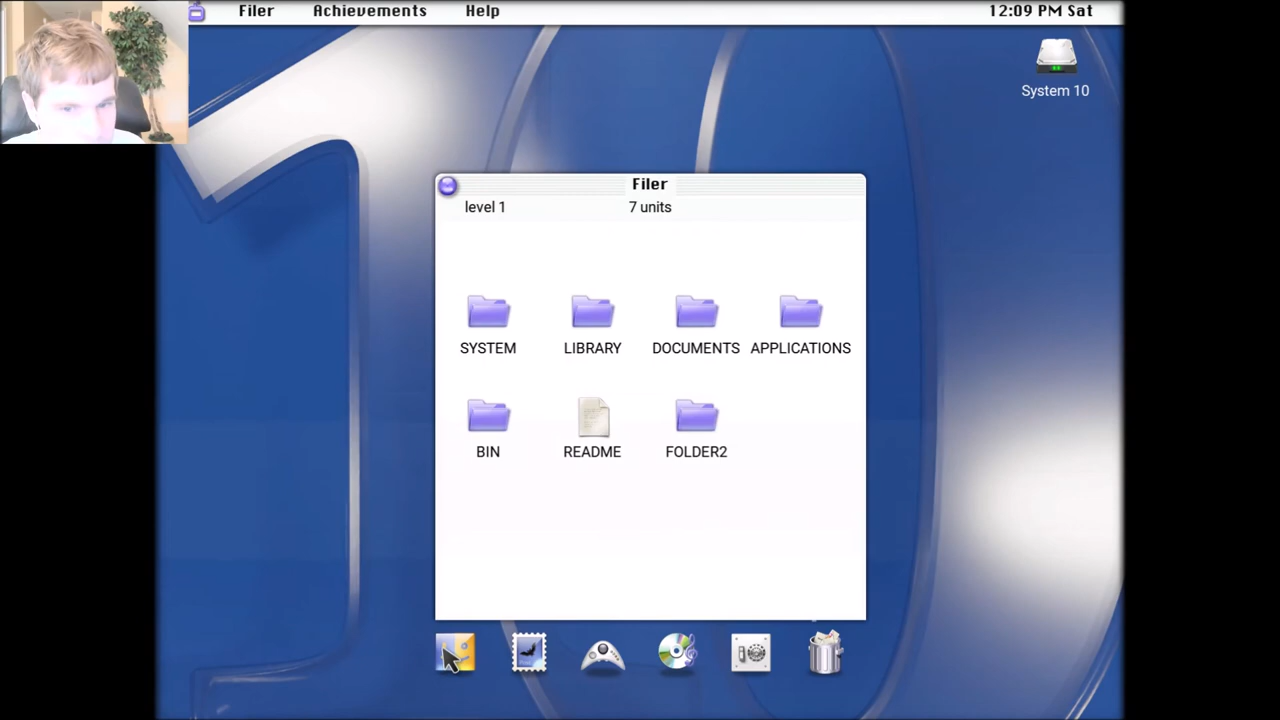 Filer Achievements Help 12:09 PM Sat
System 10
Filer
level 1 7 units
SYSTEM LIBRARY DOCUMENTS APPLICATIONS
BIN README FOLDER2